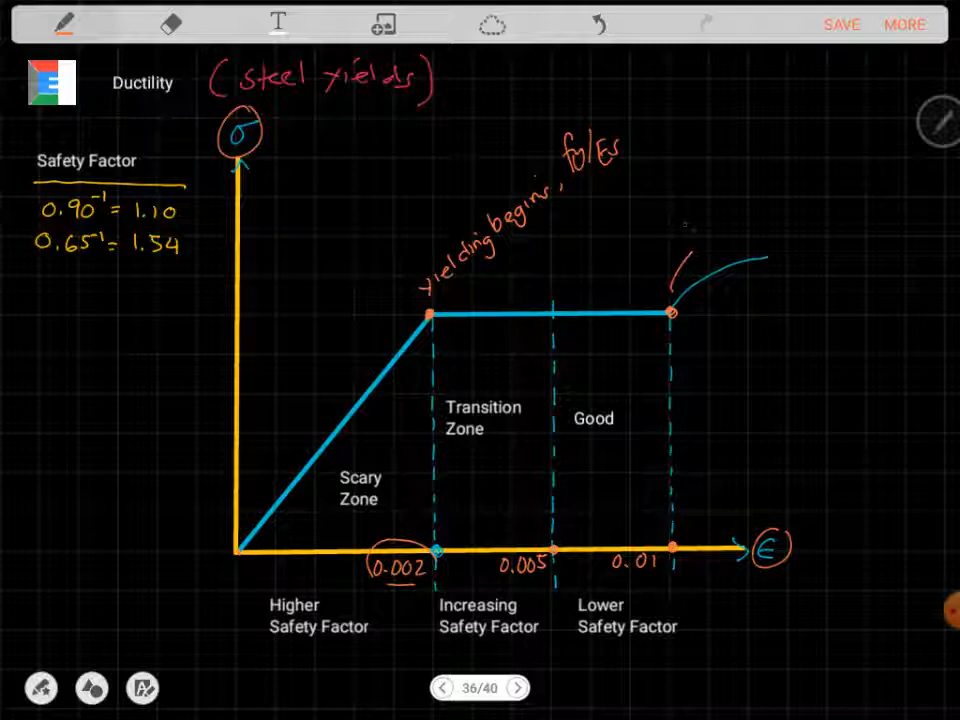 T
SAVE MORE
E
Ductility (steel yields)
σ
Safety Factor
0.90⁻¹ = 1.10
0.65⁻¹ = 1.54
yielding begins, fy/Es
Transition
Zone
Good
Scary
Zone
0.002 0.005 0.01 ε
Higher
Safety Factor
Increasing
Safety Factor
Lower
Safety Factor
A
36/40